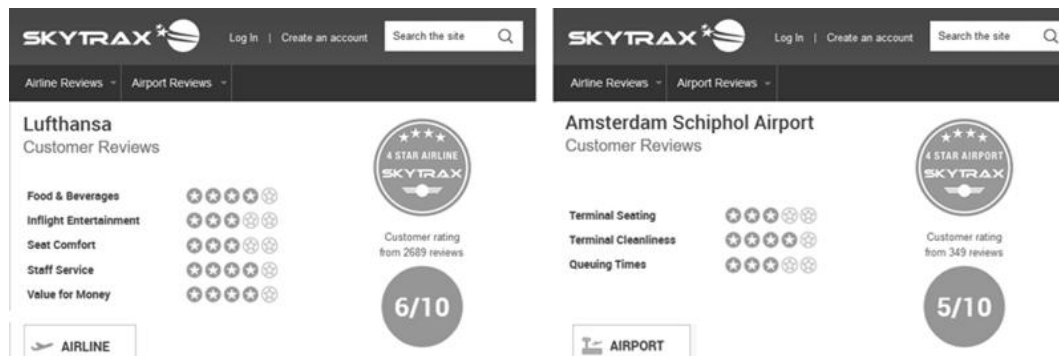 SKYTRAX
Log In | Create an account
Search the site
Airline Reviews
Airport Reviews
Lufthansa
Customer Reviews
Food & Beverages
Inflight Entertainment
Seat Comfort
Staff Service
Value for Money
4 STAR AIRLINE
SKYTRAX
Customer rating
from 2689 reviews
6/10
AIRLINE
SKYTRAX
Log In | Create an account
Search the site
Airline Reviews
Airport Reviews
Amsterdam Schiphol Airport
Customer Reviews
Terminal Seating
Terminal Cleanliness
Queuing Times
4 STAR AIRPORT
SKYTRAX
Customer rating
from 349 reviews
5/10
AIRPORT